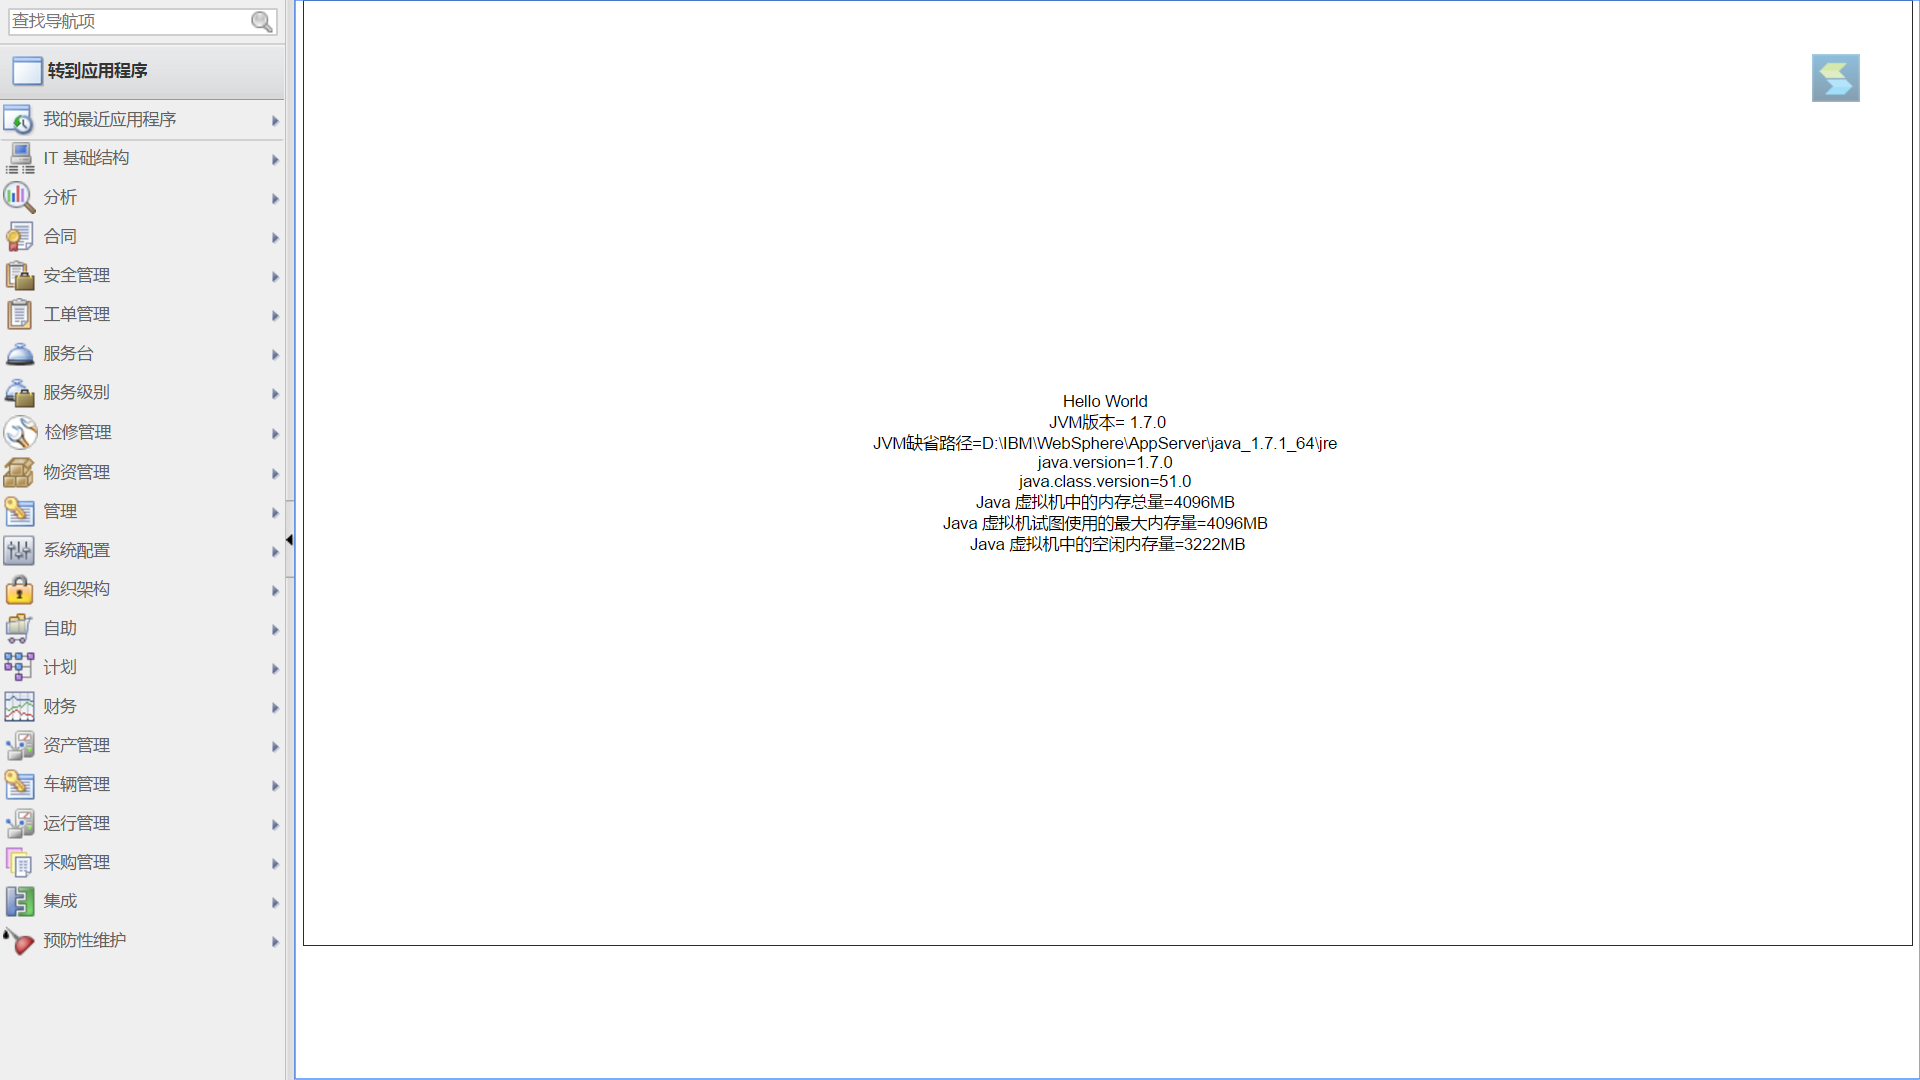 查找导航项
转到应用程序
我的最近应用程序
IT 基础结构
分析
合同
安全管理
工单管理
服务台
服务级别
检修管理
物资管理
管理
系统配置
组织架构
自助
计划
财务
资产管理
车辆管理
运行管理
采购管理
集成
预防性维护
Hello World
JVM版本= 1.7.0
JVM缺省路径=D:\IBM\WebSphere\AppServer\java_1.7.1_64\jre
java.version=1.7.0
java.class.version=51.0
Java 虚拟机中的内存总量=4096MB
Java 虚拟机试图使用的最大内存量=4096MB
Java 虚拟机中的空闲内存量=3222MB